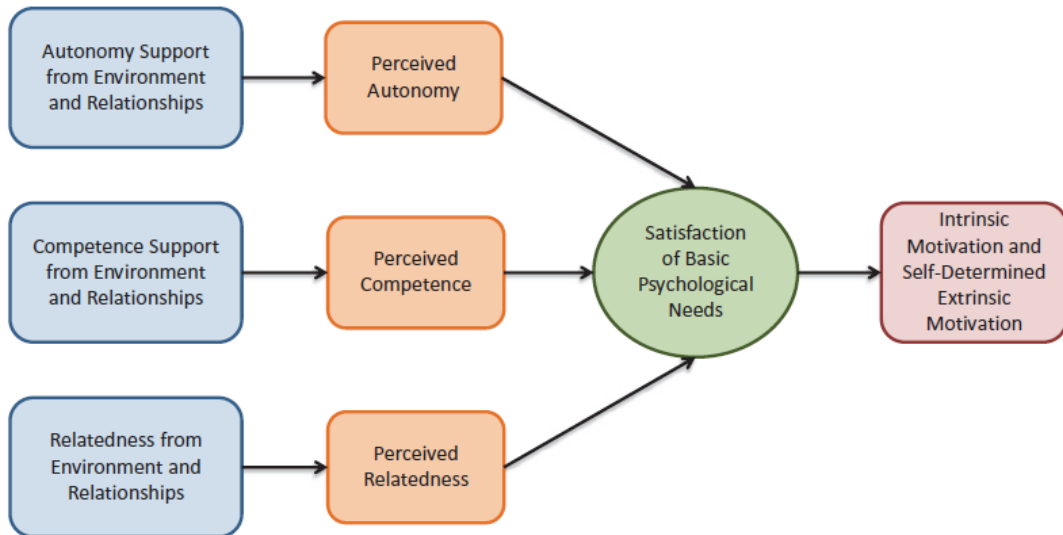 Autonomy Support
from Environment
and Relationships
Perceived
Autonomy
Competence Support
from Environment
and Relationships
Perceived
Competence
Satisfaction
of Basic
Psychological
Needs
Intrinsic
Motivation and
Self-Determined
Extrinsic
Motivation
Relatedness from
Environment and
Relationships
Perceived
Relatedness